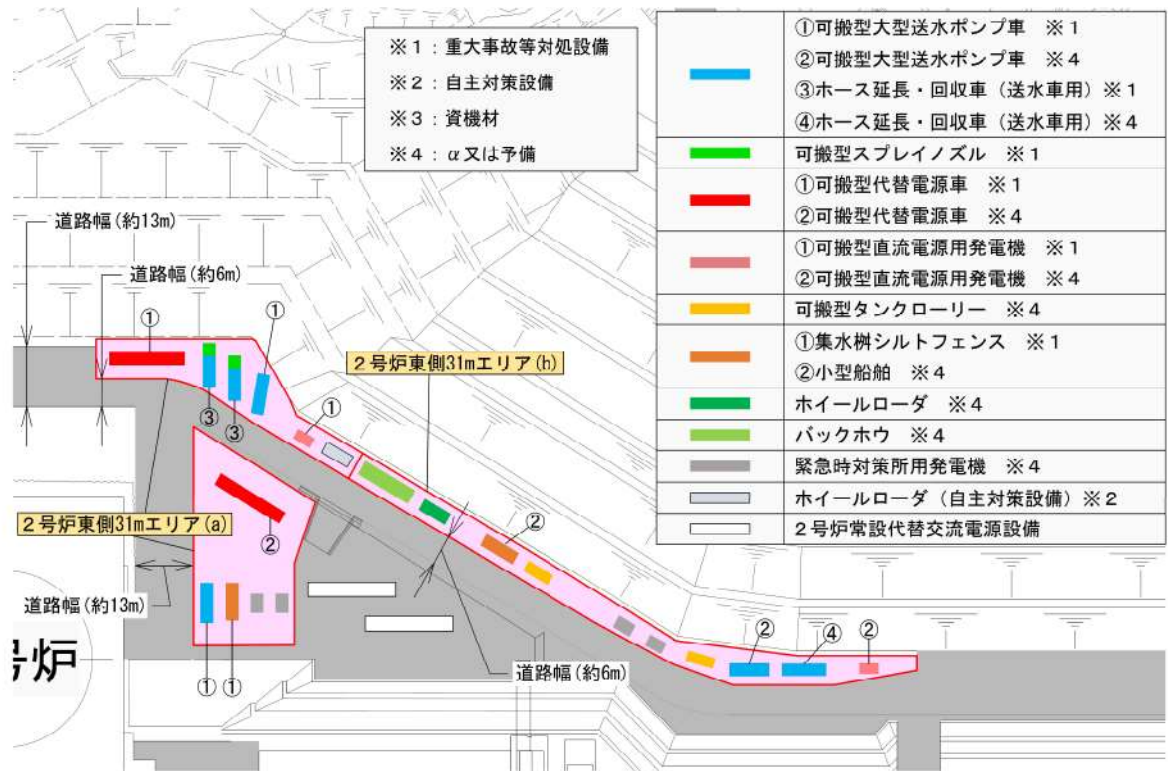 ※1：重大事故等対処設備
※2：自主対策設備
※3：資機材
※4：α又は予備
①可搬型大型送水ポンプ車 ※1
②可搬型大型送水ポンプ車 ※4
③ホース延長・回収車（送水車用）※1
④ホース延長・回収車（送水車用）※4
可搬型スプレイノズル ※1
①可搬型代替電源車 ※1
②可搬型代替電源車 ※4
①可搬型直流電源用発電機 ※1
②可搬型直流電源用発電機 ※4
可搬型タンクローリー ※4
①集水桝シルトフェンス ※1
②小型船舶 ※4
ホイールローダ ※4
バックホウ ※4
緊急時対策所用発電機 ※4
ホイールローダ（自主対策設備）※2
2号炉常設代替交流電源設備
道路幅(約13m)
道路幅(約6m)
①
①
2号炉東側31mエリア(h)
③
③
①
2号炉東側31mエリア(a)
②
②
道路幅(約13m)
号炉
①
①
道路幅(約6m)
②
④
②